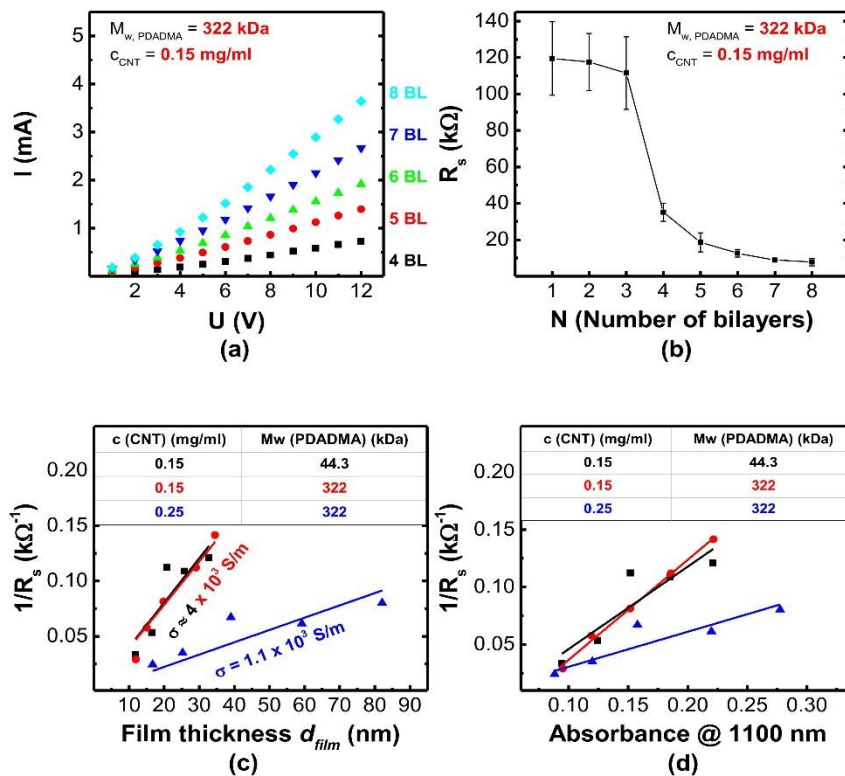 M_w, PDADMA = 322 kDa
c_CNT = 0.15 mg/ml
5
4
3
2
1
I (mA)
8 BL
7 BL
6 BL
5 BL
4 BL
2 4 6 8 10 12
U (V)
(a)
M_w, PDADMA = 322 kDa
c_CNT = 0.15 mg/ml
140
120
100
80
60
40
20
R_s (kΩ)
1 2 3 4 5 6 7 8
N (Number of bilayers)
(b)
c (CNT) (mg/ml) Mw (PDADMA) (kDa)
0.15 44.3
0.15 322
0.25 322
0.20
0.15
0.10
0.05
1/R_s (kΩ⁻¹)
σ ≈ 4 x 10³ S/m
σ = 1.1 x 10³ S/m
10 20 30 40 50 60 70 80 90
Film thickness d_film (nm)
(c)
c (CNT) (mg/ml) Mw (PDADMA) (kDa)
0.15 44.3
0.15 322
0.25 322
0.20
0.15
0.10
0.05
1/R_s (kΩ⁻¹)
0.10 0.15 0.20 0.25 0.30
Absorbance @ 1100 nm
(d)